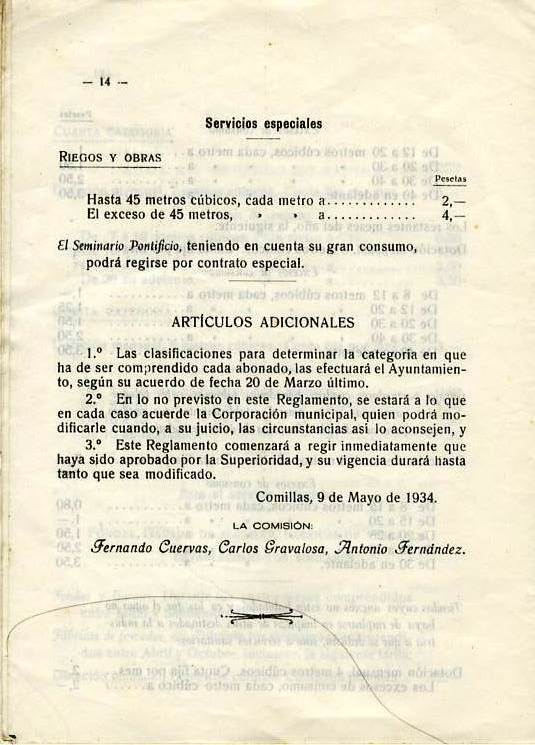 — 14 —
Servicios especiales
RIEGOS Y OBRAS
Pesetas
Hasta 45 metros cúbicos, cada metro a............. 2,—
El exceso de 45 metros, » » a............. 4,—
El Seminario Pontificio, teniendo en cuenta su gran consumo,
podrá regirse por contrato especial.
ARTÍCULOS ADICIONALES
1.º Las clasificaciones para determinar la categoría en que
ha de ser comprendido cada abonado, las efectuará el Ayuntamien-
to, según su acuerdo de fecha 20 de Marzo último.
2.º En lo no previsto en este Reglamento, se estará a lo que
en cada caso acuerde la Corporación municipal, quien podrá mo-
dificarle cuando, a su juicio, las circunstancias asi lo aconsejen, y
3.º Este Reglamento comenzará a regir inmediatamente que
haya sido aprobado por la Superioridad, y su vigencia durará hasta
tanto que sea modificado.
Comillas, 9 de Mayo de 1934.
LA COMISIÓN:
Fernando Cuervas, Carlos Gravalosa, Antonio Fernández.